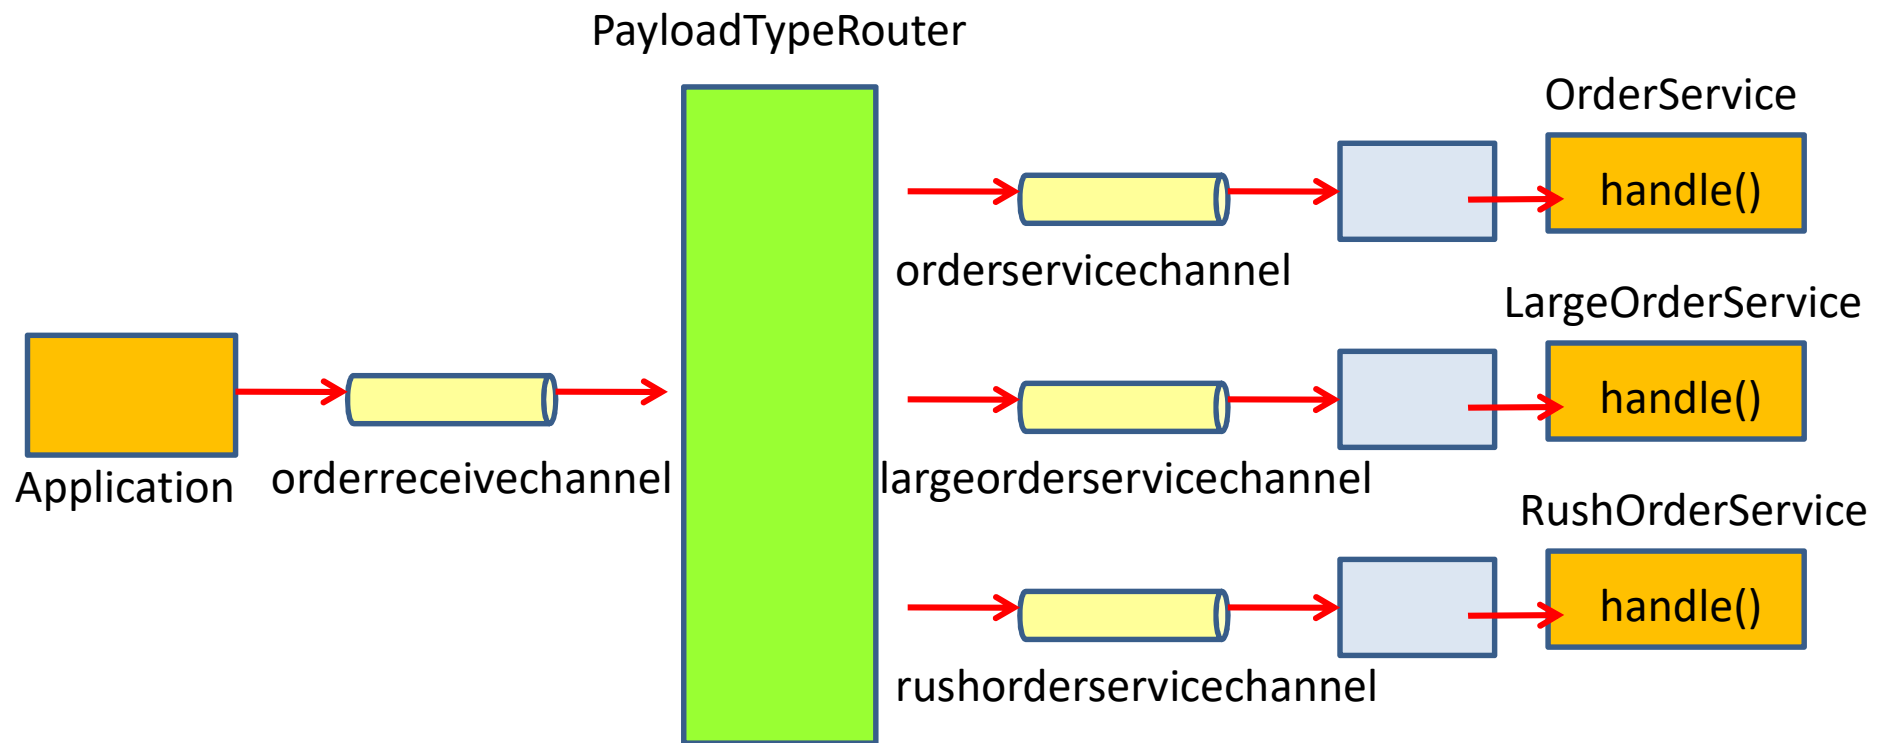 PayloadTypeRouter
OrderService
handle()
orderservicechannel
LargeOrderService
handle()
Application
orderreceivechannel
largeorderservicechannel
RushOrderService
handle()
rushorderservicechannel